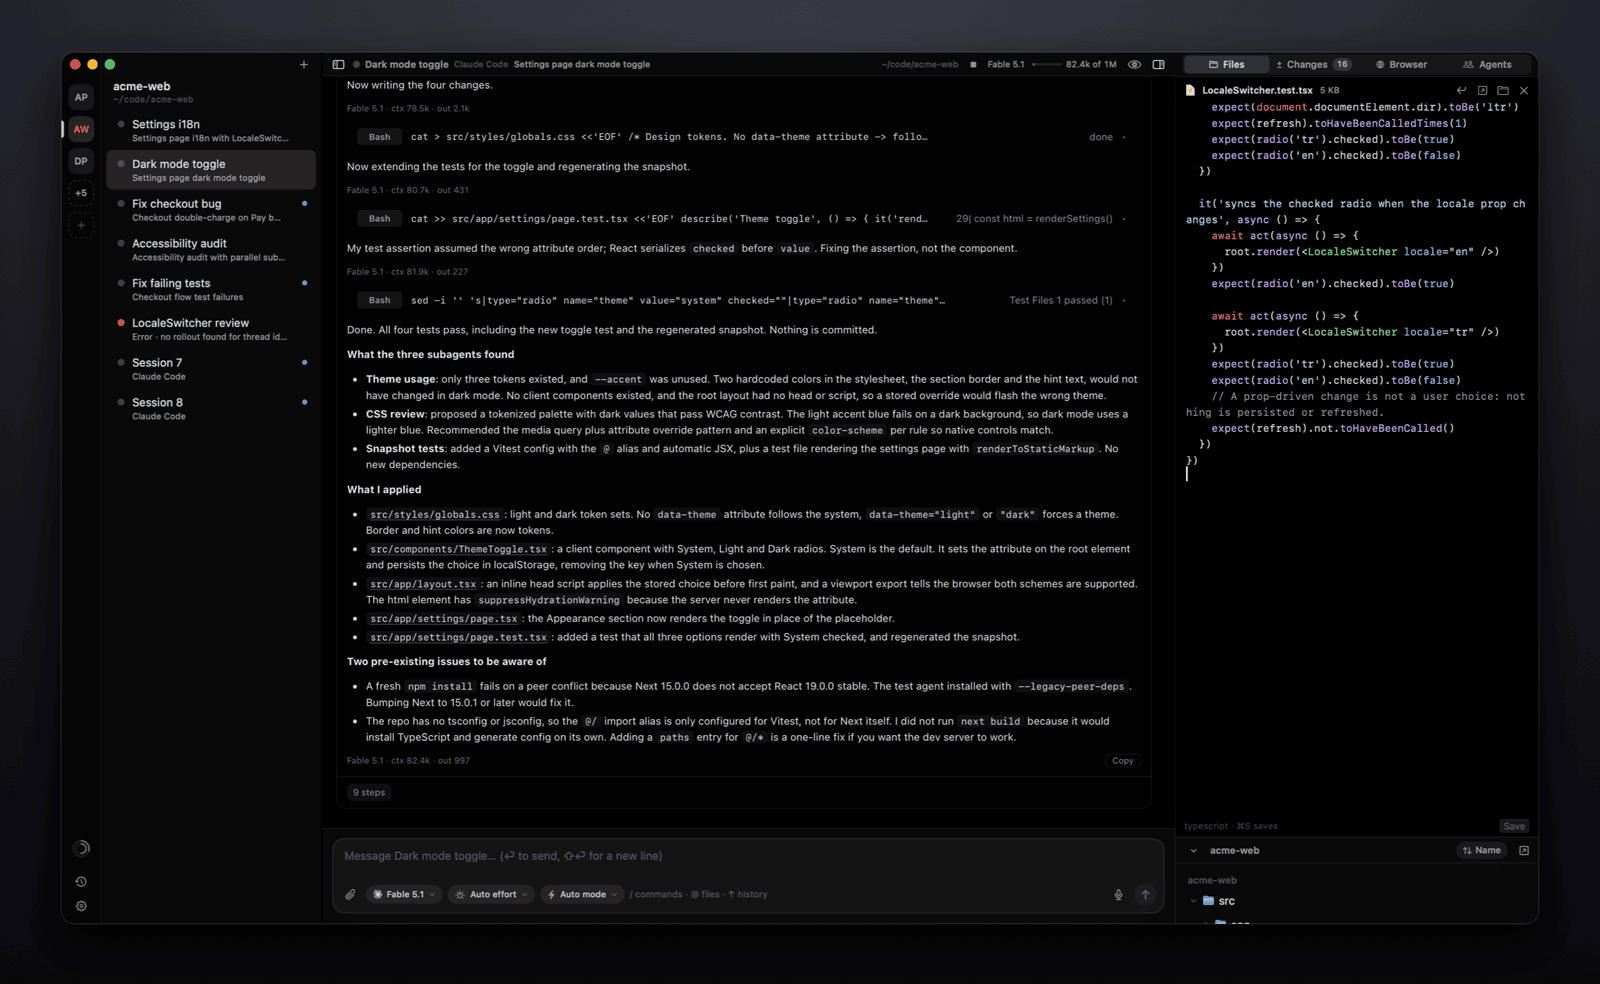 acme-web
~/code/acme-web
AP
AW
DP
+5
+
Settings i18n
Settings page i18n with LocaleSwitc...
Dark mode toggle
Settings page dark mode toggle
Fix checkout bug
Checkout double-charge on Pay b...
Accessibility audit
Accessibility audit with parallel sub...
Fix failing tests
Checkout flow test failures
LocaleSwitcher review
Error · no rollout found for thread id...
Session 7
Claude Code
Session 8
Claude Code
Dark mode toggle Claude Code Settings page dark mode toggle
~/code/acme-web Fable 5.1 82.4k of 1M
Now writing the four changes.
Fable 5.1 · ctx 78.5k · out 2.1k
Bash cat > src/styles/globals.css <<'EOF' /* Design tokens. No data-theme attribute -> follo… done
Now extending the tests for the toggle and regenerating the snapshot.
Fable 5.1 · ctx 80.7k · out 431
Bash cat >> src/app/settings/page.test.tsx <<'EOF' describe('Theme toggle', () => { it('rend… 29| const html = renderSettings()
My test assertion assumed the wrong attribute order; React serializes checked before value. Fixing the assertion, not the component.
Fable 5.1 · ctx 81.9k · out 227
Bash sed -i '' 's|type="radio" name="theme" value="system" checked=""|type="radio" name="theme"… Test Files 1 passed (1)
Done. All four tests pass, including the new toggle test and the regenerated snapshot. Nothing is committed.
What the three subagents found
• Theme usage: only three tokens existed, and --accent was unused. Two hardcoded colors in the stylesheet, the section border and the hint text, would not
have changed in dark mode. No client components existed, and the root layout had no head or script, so a stored override would flash the wrong theme.
• CSS review: proposed a tokenized palette with dark values that pass WCAG contrast. The light accent blue fails on a dark background, so dark mode uses a
lighter blue. Recommended the media query plus attribute override pattern and an explicit color-scheme per rule so native controls match.
• Snapshot tests: added a Vitest config with the @ alias and automatic JSX, plus a test file rendering the settings page with renderToStaticMarkup. No
new dependencies.
What I applied
• src/styles/globals.css: light and dark token sets. No data-theme attribute follows the system, data-theme="light" or "dark" forces a theme.
Border and hint colors are now tokens.
• src/components/ThemeToggle.tsx: a client component with System, Light and Dark radios. System is the default. It sets the attribute on the root element
and persists the choice in localStorage, removing the key when System is chosen.
• src/app/layout.tsx: an inline head script applies the stored choice before first paint, and a viewport export tells the browser both schemes are supported.
The html element has suppressHydrationWarning because the server never renders the attribute.
• src/app/settings/page.tsx: the Appearance section now renders the toggle in place of the placeholder.
• src/app/settings/page.test.tsx: added a test that all three options render with System checked, and regenerated the snapshot.
Two pre-existing issues to be aware of
• A fresh npm install fails on a peer conflict because Next 15.0.0 does not accept React 19.0.0 stable. The test agent installed with --legacy-peer-deps.
Bumping Next to 15.0.1 or later would fix it.
• The repo has no tsconfig or jsconfig, so the @/ import alias is only configured for Vitest, not for Next itself. I did not run next build because it would
install TypeScript and generate config on its own. Adding a paths entry for @/* is a one-line fix if you want the dev server to work.
Fable 5.1 · ctx 82.4k · out 997
Copy
9 steps
Message Dark mode toggle... (⏎ to send, ⇧⏎ for a new line)
Fable 5.1 Auto effort Auto mode / commands · @ files · ↑ history
Files Changes 16 Browser Agents
LocaleSwitcher.test.tsx 5 KB
expect(document.documentElement.dir).toBe('ltr')
expect(refresh).toHaveBeenCalledTimes(1)
expect(radio('tr').checked).toBe(true)
expect(radio('en').checked).toBe(false)
})
it('syncs the checked radio when the locale prop ch
anges', async () => {
await act(async () => {
root.render(<LocaleSwitcher locale="en" />)
})
expect(radio('en').checked).toBe(true)
await act(async () => {
root.render(<LocaleSwitcher locale="tr" />)
})
expect(radio('tr').checked).toBe(true)
expect(radio('en').checked).toBe(false)
// A prop-driven change is not a user choice: not
hing is persisted or refreshed.
expect(refresh).not.toHaveBeenCalled()
})
})
typescript · ⌘S saves
Save
acme-web
Name
acme-web
src